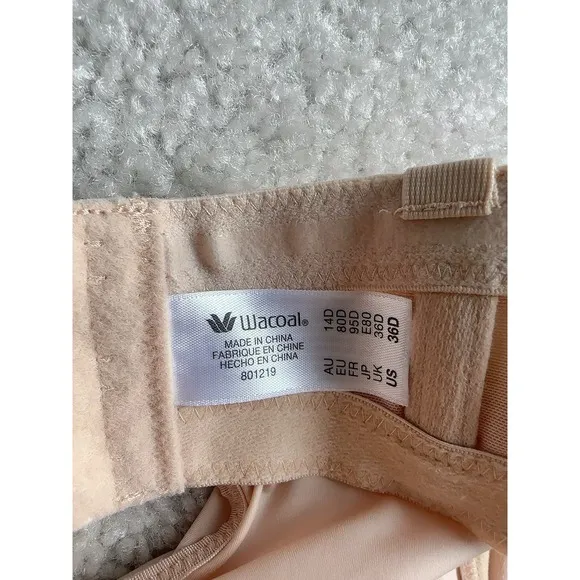 Wacoal®
MADE IN CHINA
FABRIQUE EN CHINE
HECHO EN CHINA
801219
AU 14D
EU 80D
FR 95D
JP E80
UK 36D
US 36D